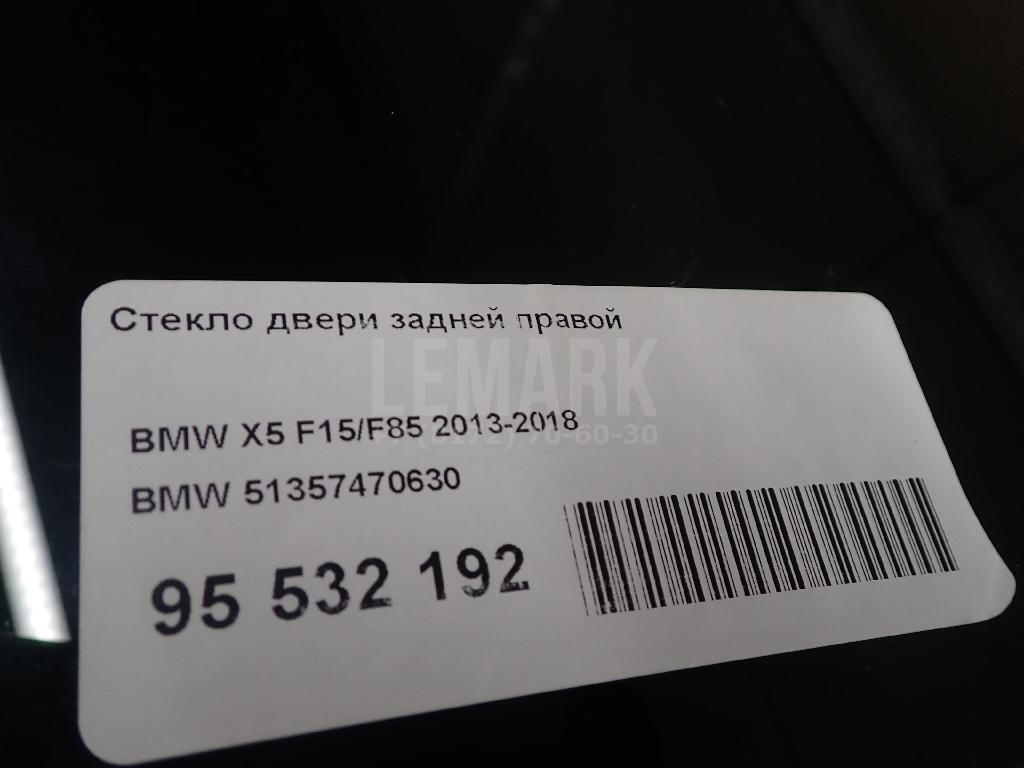 Стекло двери задней правой
LEMARK
BMW X5 F15/F85 2013-2018
BMW 51357470630
95 532 192